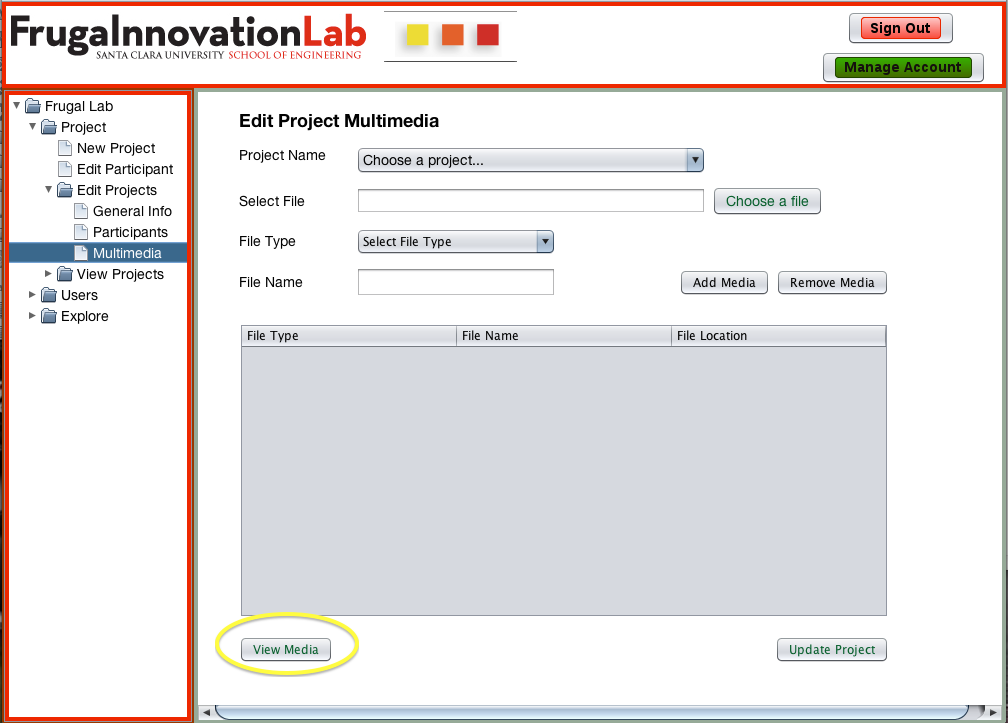 FrugalInnovationLab
SANTA CLARA UNIVERSITY SCHOOL OF ENGINEERING
Sign Out
Manage Account
Frugal Lab
Project
New Project
Edit Participant
Edit Projects
General Info
Participants
Multimedia
View Projects
Users
Explore
Edit Project Multimedia
Project Name Choose a project...
Select File Choose a file
File Type Select File Type
File Name Add Media Remove Media
File Type File Name File Location
View Media Update Project